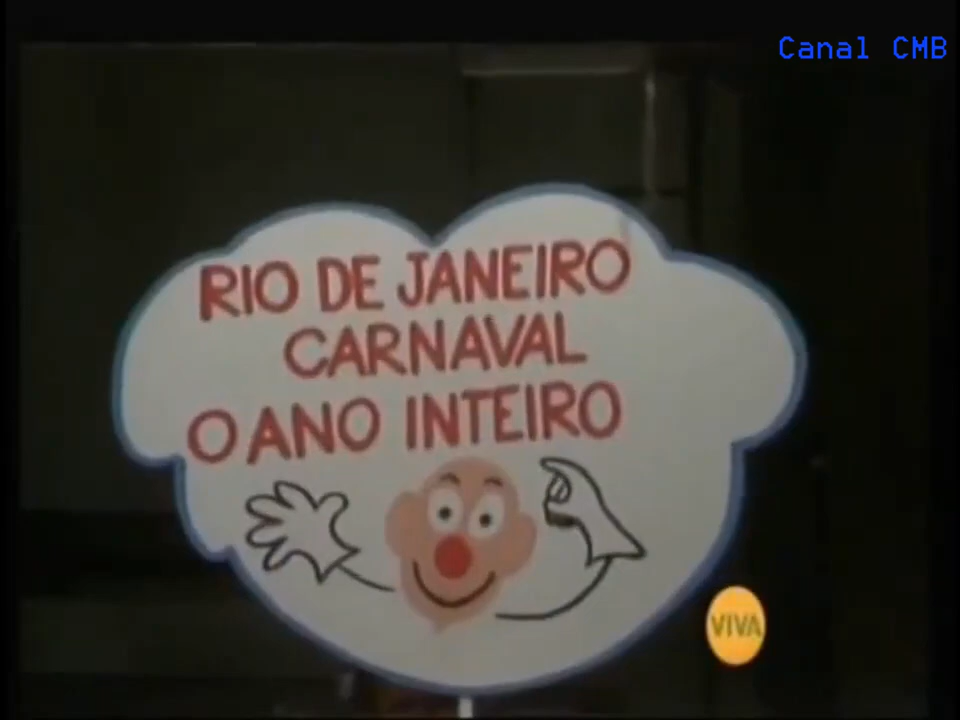 Canal CMB
RIO DE JANEIRO
CARNAVAL
O ANO INTEIRO
VIVA